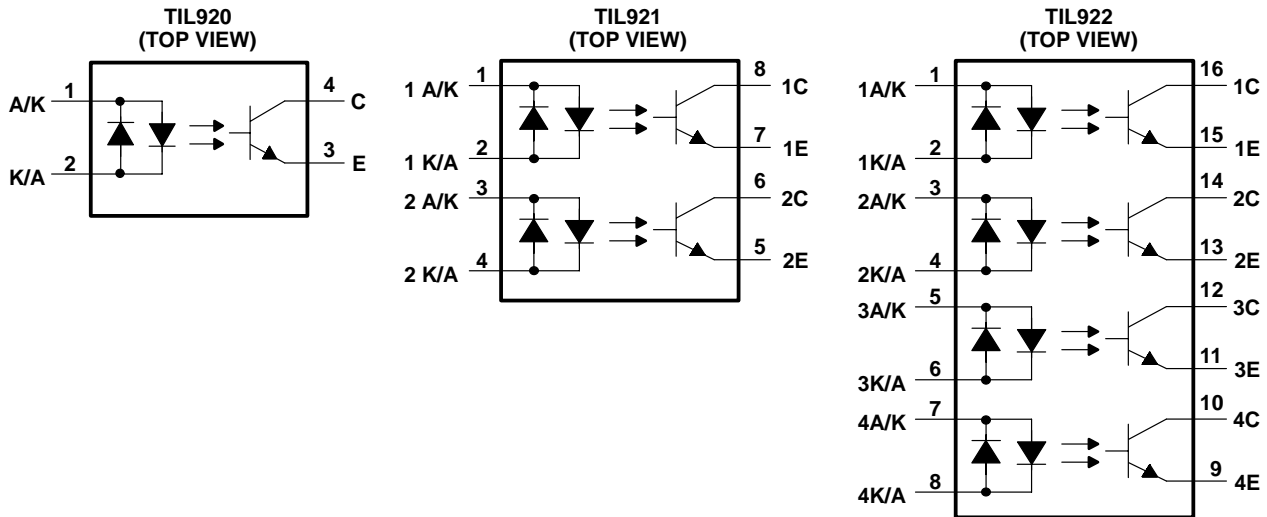 TIL920
(TOP VIEW)
A/K 1
4 C
K/A 2
3 E
TIL921
(TOP VIEW)
1 A/K 1
8 1C
1 K/A 2
7 1E
2 A/K 3
6 2C
2 K/A 4
5 2E
TIL922
(TOP VIEW)
1A/K 1
16 1C
1K/A 2
15 1E
2A/K 3
14 2C
2K/A 4
13 2E
3A/K 5
12 3C
3K/A 6
11 3E
4A/K 7
10 4C
4K/A 8
9 4E